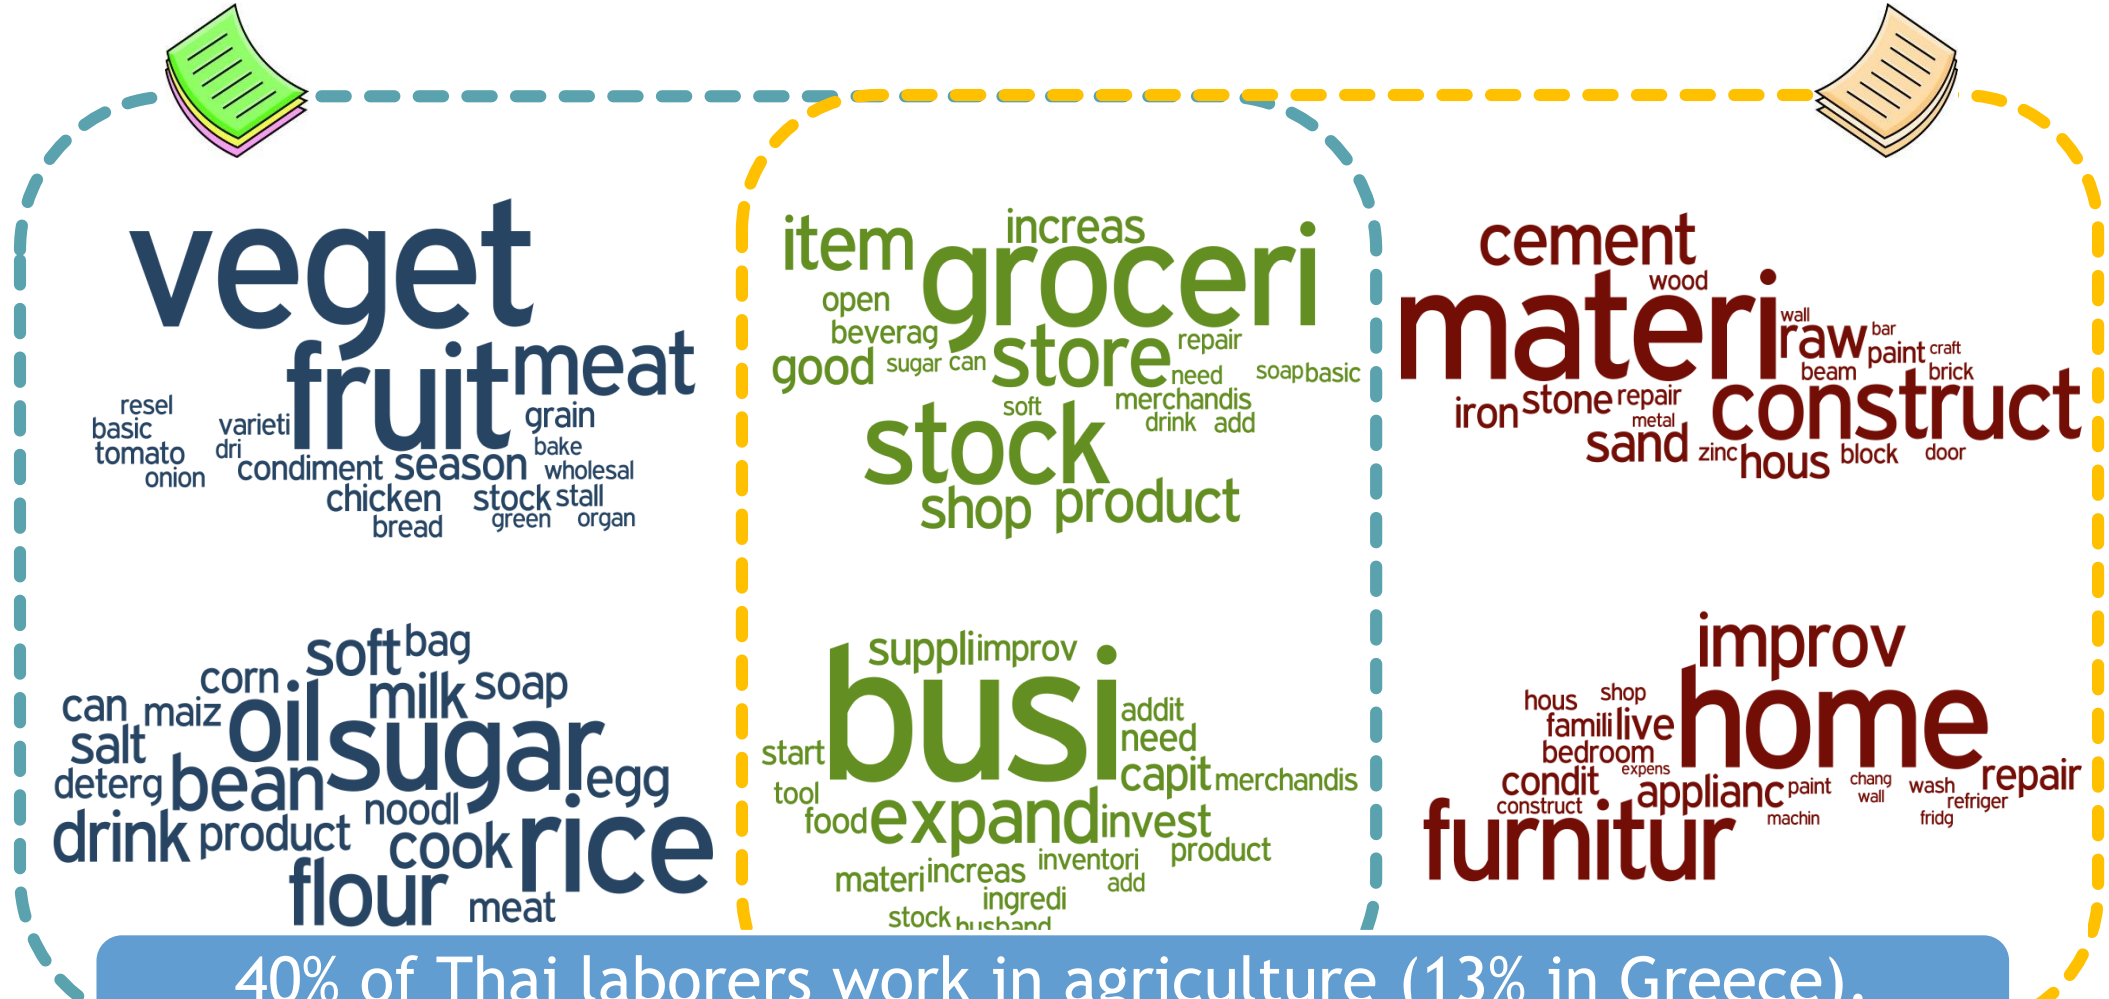 veget
fruit meat
resel
basic varieti grain
tomato dri bake
onion condiment season wholesal
chicken stock stall
bread green organ
item increas
groceri
open
beverag repair
good sugar can store need soap basic
soft merchandis
stock drink add
shop product
cement
wood
materi wall
raw bar
paint craft
beam brick
iron stone repair construct
metal
sand zinc hous block door
soft bag
corn milk soap
can maiz oil sugar
salt
deterg bean egg
noodl
drink product cook rice
flour meat
suppli improv
busi addit
start need
capit merchandis
tool
food expand invest
inventori product
materi increas add
ingredi
stock husband
improv
hous shop home
famili live
bedroom
condit expens applianc paint chang wash repair
construct wall refriger
furnitur machin fridg
40% of Thai laborers work in agriculture (13% in Greece).